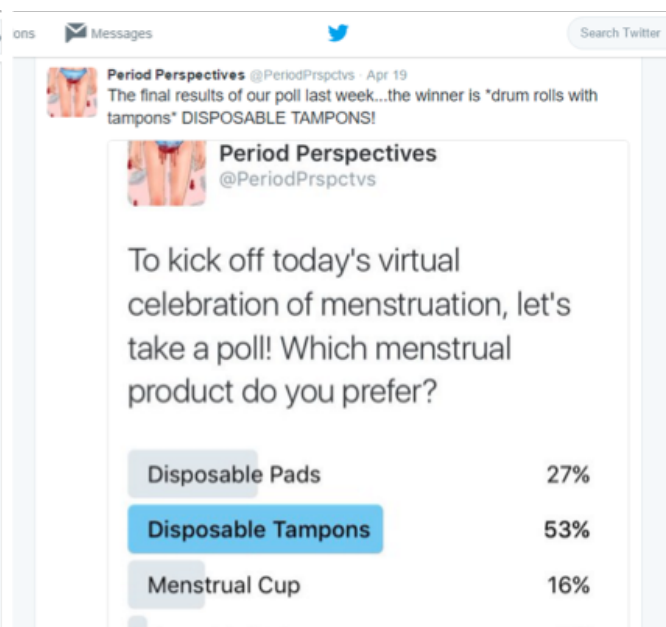 ons
Messages
Search Twitter
Period Perspectives @PeriodPrspctvs · Apr 19
The final results of our poll last week...the winner is *drum rolls with
tampons* DISPOSABLE TAMPONS!
Period Perspectives
@PeriodPrspctvs
To kick off today's virtual
celebration of menstruation, let's
take a poll! Which menstrual
product do you prefer?
Disposable Pads 27%
Disposable Tampons 53%
Menstrual Cup 16%